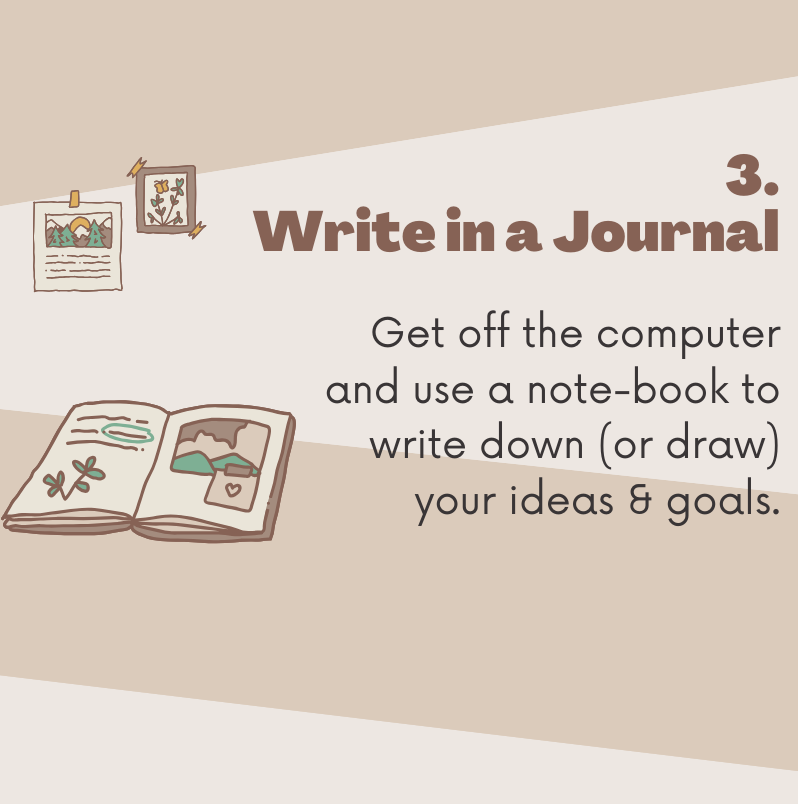 3.
Write in a Journal
Get off the computer
and use a note-book to
write down (or draw)
your ideas & goals.